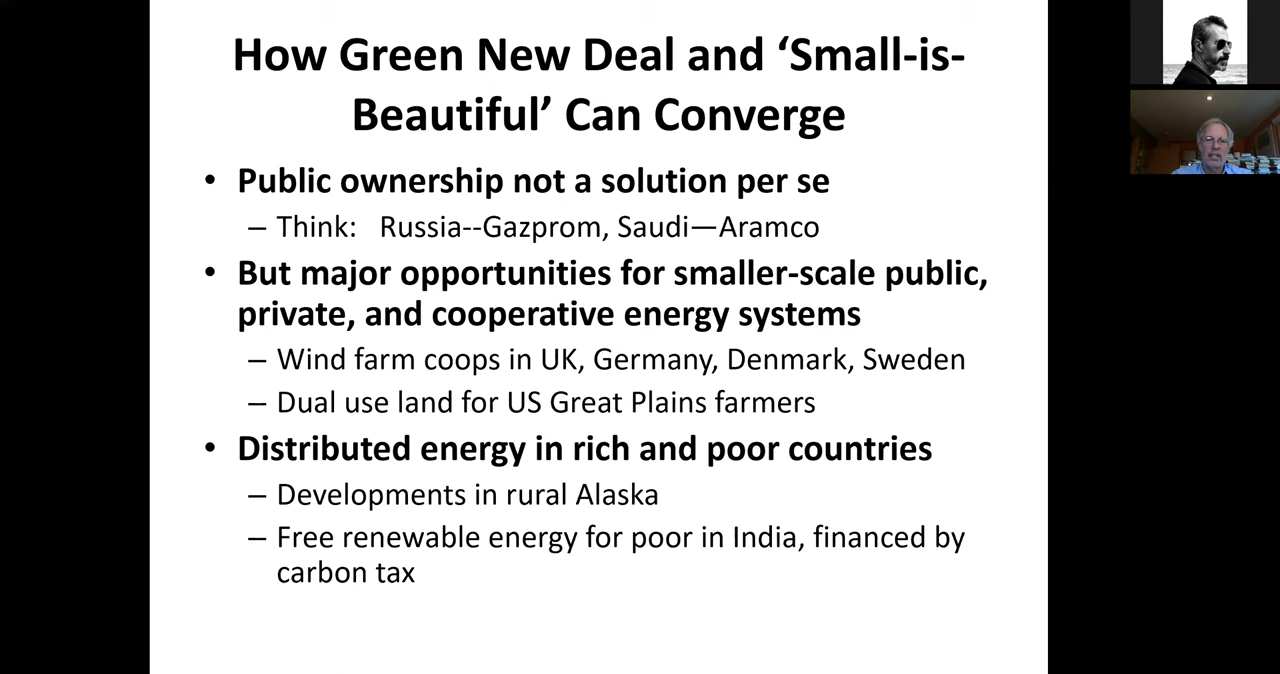 How Green New Deal and ‘Small-is-
Beautiful’ Can Converge
• Public ownership not a solution per se
– Think: Russia--Gazprom, Saudi—Aramco
• But major opportunities for smaller-scale public,
private, and cooperative energy systems
– Wind farm coops in UK, Germany, Denmark, Sweden
– Dual use land for US Great Plains farmers
• Distributed energy in rich and poor countries
– Developments in rural Alaska
– Free renewable energy for poor in India, financed by
carbon tax